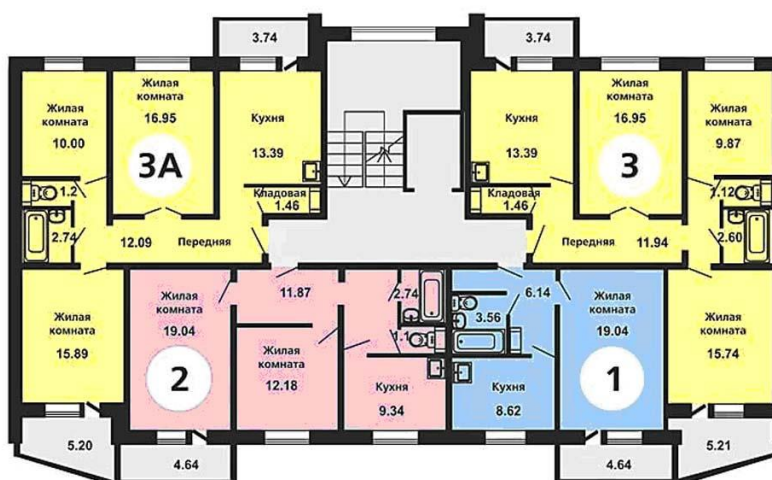 3.74
3.74
Жилая
комната
10.00
Жилая
комната
16.95
Кухня
13.39
Кухня
13.39
Жилая
комната
16.95
Жилая
комната
9.87
3А
3
1.2
Кладовая
1.46
Кладовая
1.46
1.12
2.74
12.09
Передняя
Передняя
11.94
2.60
Жилая
комната
15.89
Жилая
комната
19.04
11.87
2.74
1.1
6.14
3.56
Жилая
комната
19.04
Жилая
комната
15.74
2
Жилая
комната
12.18
Кухня
9.34
Кухня
8.62
1
5.20
4.64
4.64
5.21